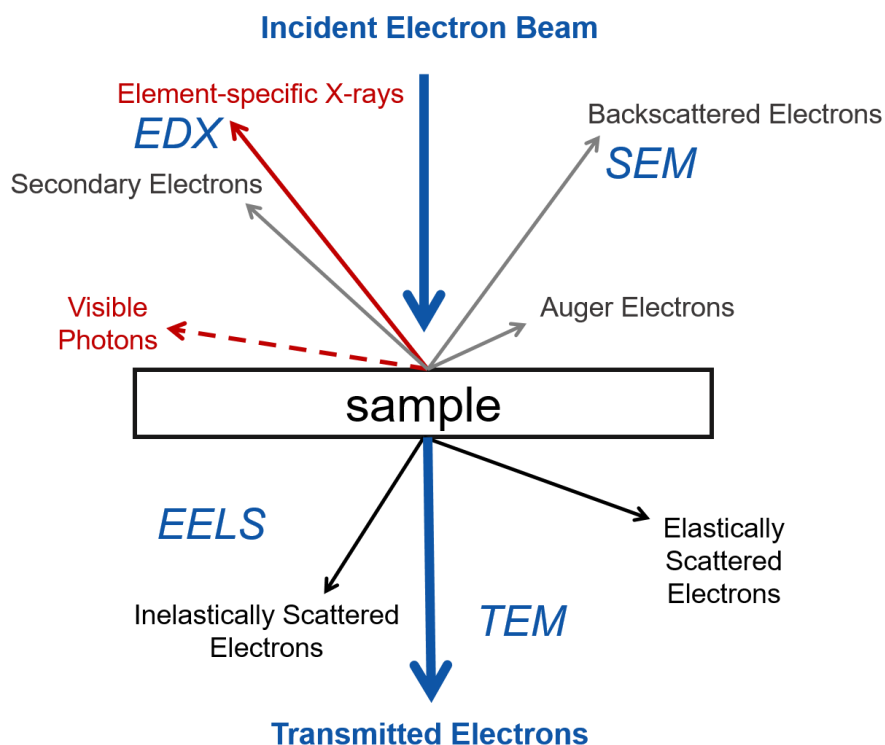 Incident Electron Beam
Element-specific X-rays
EDX
Backscattered Electrons
SEM
Secondary Electrons
Visible
Photons
Auger Electrons
sample
EELS
Elastically
Scattered
Electrons
Inelastically Scattered
Electrons
TEM
Transmitted Electrons